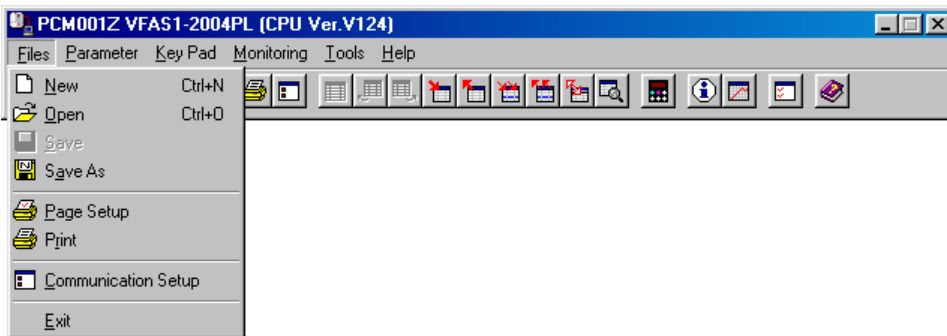 PCM001Z VFAS1-2004PL (CPU Ver.V124)
Files Parameter Key Pad Monitoring Tools Help
New Ctrl+N
Open Ctrl+O
Save
Save As
Page Setup
Print
Communication Setup
Exit